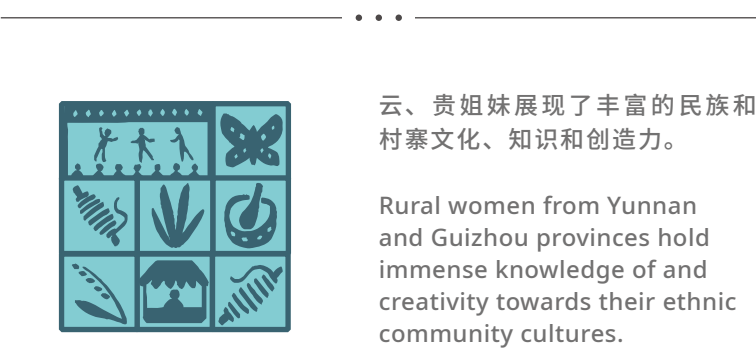 云、贵姐妹展现了丰富的民族和
村寨文化、知识和创造力。
Rural women from Yunnan
and Guizhou provinces hold
immense knowledge of and
creativity towards their ethnic
community cultures.